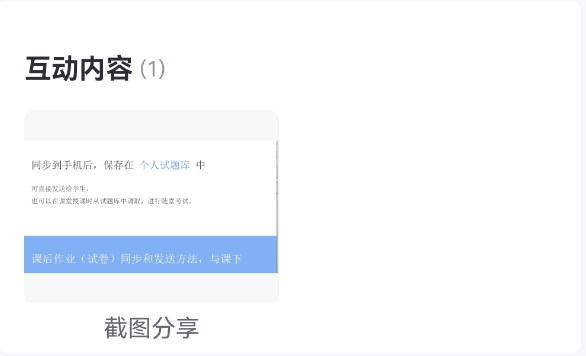 互动内容 (1)
同步到手机后，保存在 个人试题库 中
可直接发送给学生，
也可以在课堂授课时从试题库中调取，进行随堂考试。
课后作业（试卷）同步和发送方法，与课下
截图分享